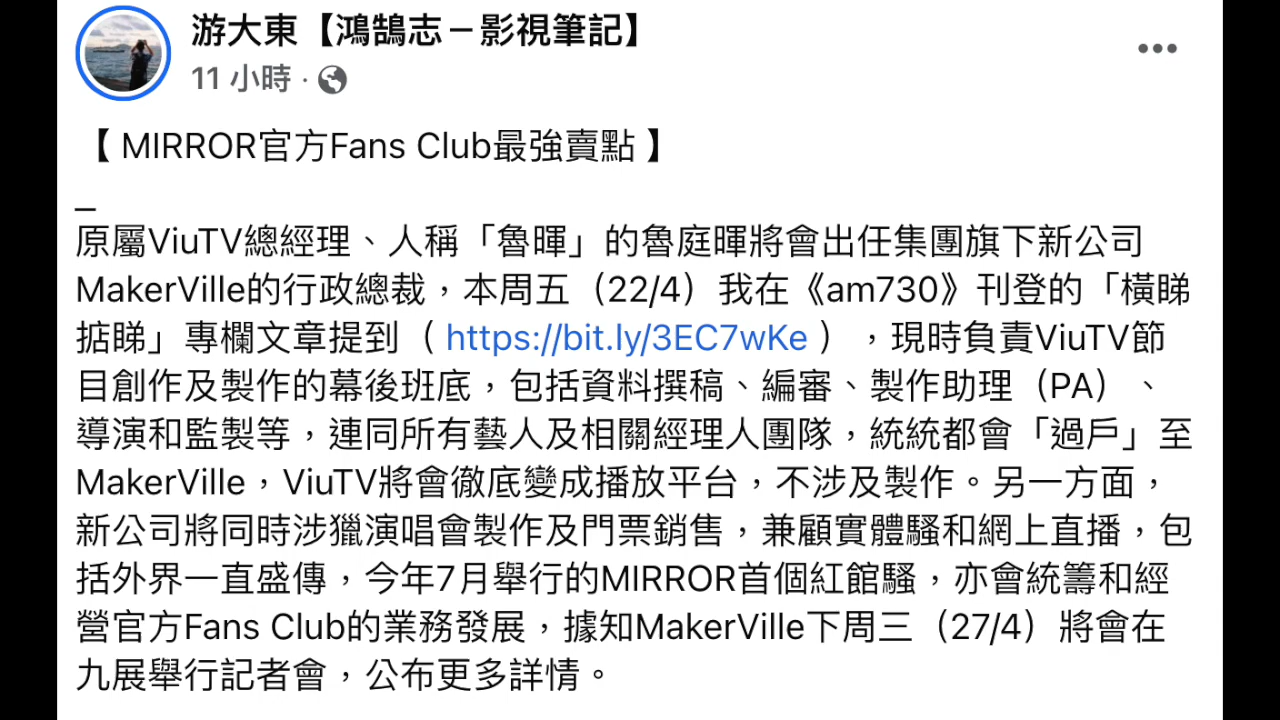 游大東【鴻鵠志－影視筆記】
11 小時 ·
【 MIRROR官方Fans Club最強賣點 】
_
原屬ViuTV總經理、人稱「魯暉」的魯庭暉將會出任集團旗下新公司
MakerVille的行政總裁，本周五（22/4）我在《am730》刊登的「橫睇
掂睇」專欄文章提到（ https://bit.ly/3EC7wKe ），現時負責ViuTV節
目創作及製作的幕後班底，包括資料撰稿、編審、製作助理（PA）、
導演和監製等，連同所有藝人及相關經理人團隊，統統都會「過戶」至
MakerVille，ViuTV將會徹底變成播放平台，不涉及製作。另一方面，
新公司將同時涉獵演唱會製作及門票銷售，兼顧實體騷和網上直播，包
括外界一直盛傳，今年7月舉行的MIRROR首個紅館騷，亦會統籌和經
營官方Fans Club的業務發展，據知MakerVille下周三（27/4）將會在
九展舉行記者會，公布更多詳情。